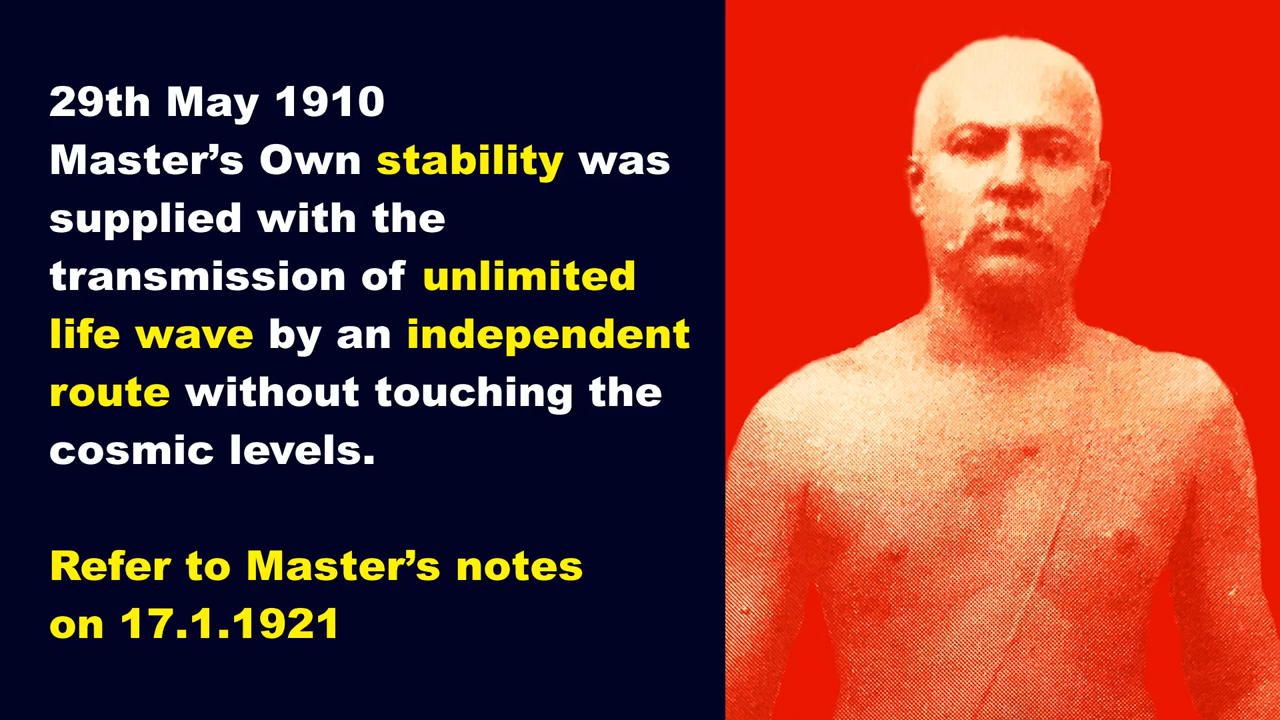 29th May 1910
Master’s Own stability was
supplied with the
transmission of unlimited
life wave by an independent
route without touching the
cosmic levels.
Refer to Master’s notes
on 17.1.1921